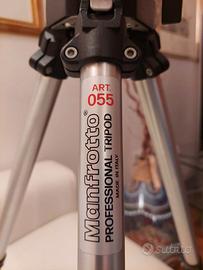 ART.
055
Manfrotto®
PROFESSIONAL TRIPOD
MADE IN ITALY
subito